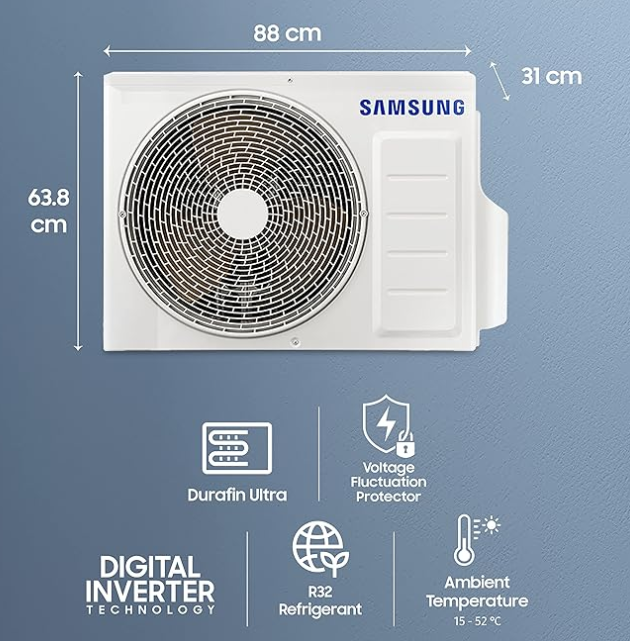 88 cm
31 cm
SAMSUNG
63.8
cm
Durafin Ultra
Voltage
Fluctuation
Protector
DIGITAL
INVERTER
TECHNOLOGY
R32
Refrigerant
Ambient
Temperature
15 - 52 °C